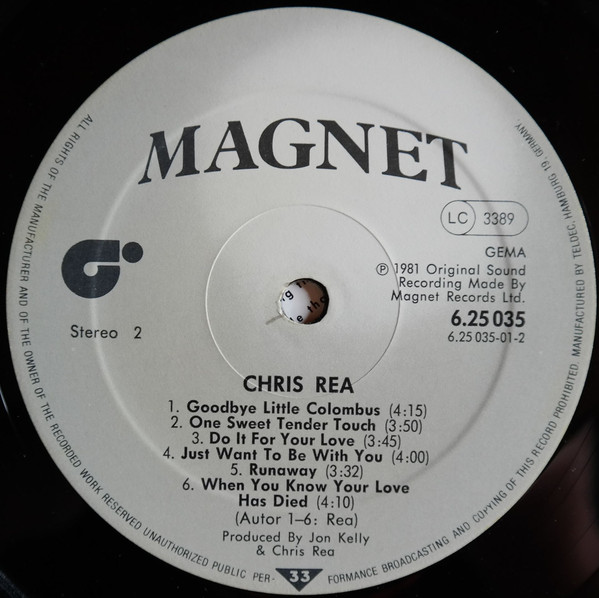 MAGNET
LC 3389
GEMA
Ⓟ 1981 Original Sound
Recording Made By
Magnet Records Ltd.
6.25 035
6.25 035-01-2
Stereo 2
CHRIS REA
1. Goodbye Little Colombus (4:15)
2. One Sweet Tender Touch (3:50)
3. Do It For Your Love (3:45)
4. Just Want To Be With You (4:00)
5. Runaway (3:32)
6. When You Know Your Love
Has Died (4:10)
(Autor 1–6: Rea)
Produced By Jon Kelly
& Chris Rea
33
ALL RIGHTS OF THE MANUFACTURER AND OF THE OWNER OF THE RECORDED WORK RESERVED UNAUTHORIZED PUBLIC PER- FORMANCE BROADCASTING AND COPYING OF THIS RECORD PROHIBITED. MANUFACTURED BY TELDEC, HAMBURG 19, GERMANY.